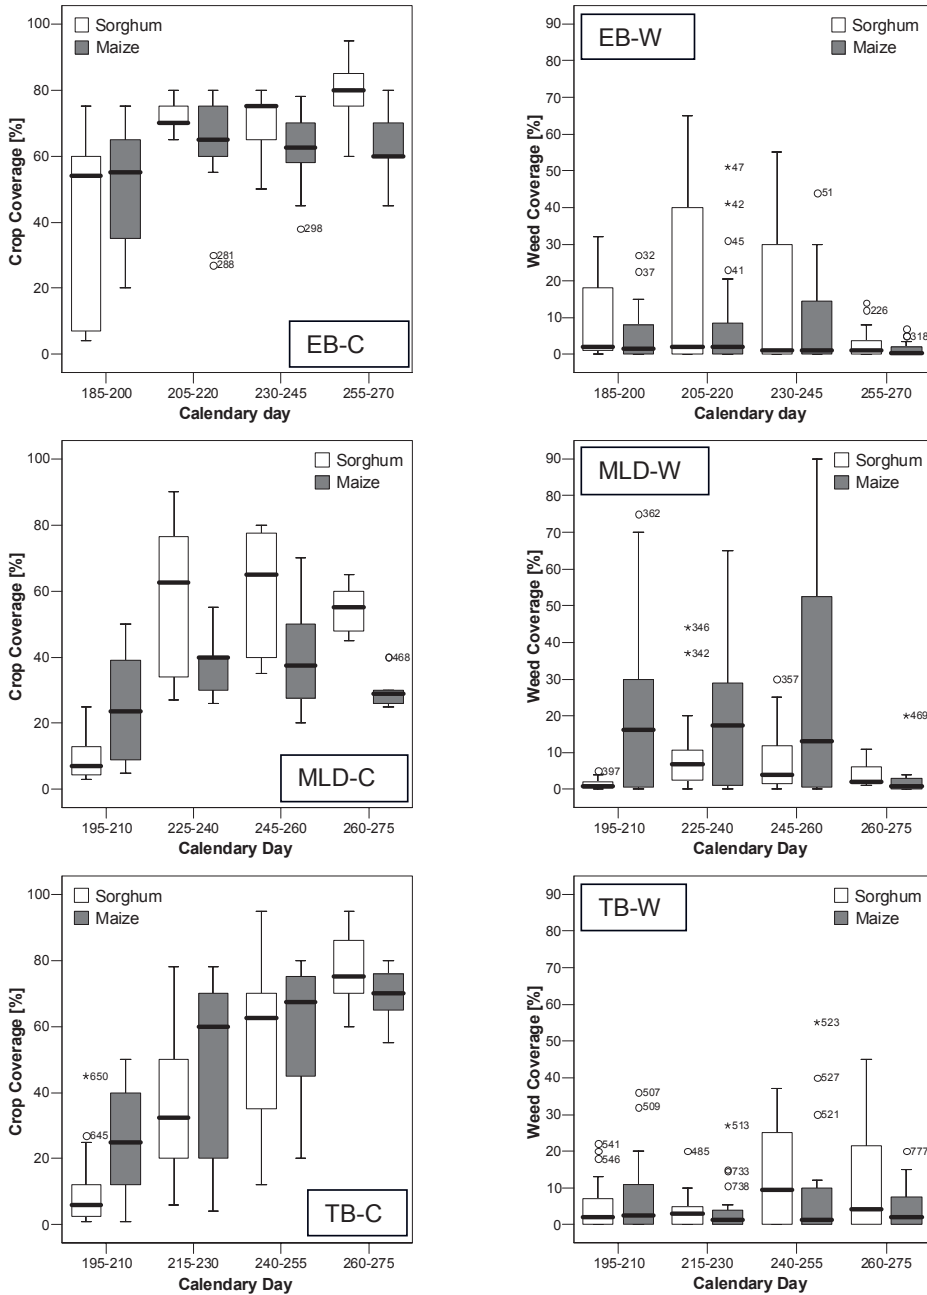 100
80
60
40
20
0
Crop Coverage [%]
Sorghum
Maize
281
288
298
EB-C
185-200 205-220 230-245 255-270
Calendary day
90
80
70
60
50
40
30
20
10
0
Weed Coverage [%]
EB-W
Sorghum
Maize
32
37
*47
*42
45
41
51
226
318
185-200 205-220 230-245 255-270
Calendary day
100
80
60
40
20
0
Crop Coverage [%]
Sorghum
Maize
468
MLD-C
195-210 225-240 245-260 260-275
Calendary Day
90
80
70
60
50
40
30
20
10
0
Weed Coverage [%]
MLD-W
Sorghum
Maize
362
*346
*342
357
397
*469
195-210 225-240 245-260 260-275
Calendary Day
100
80
60
40
20
0
Crop Coverage [%]
Sorghum
Maize
*650
645
TB-C
195-210 215-230 240-255 260-275
Calendary Day
90
80
70
60
50
40
30
20
10
0
Weed Coverage [%]
TB-W
Sorghum
Maize
*523
527
521
507
509
541
546
485
*513
733
738
777
195-210 215-230 240-255 260-275
Calendary Day